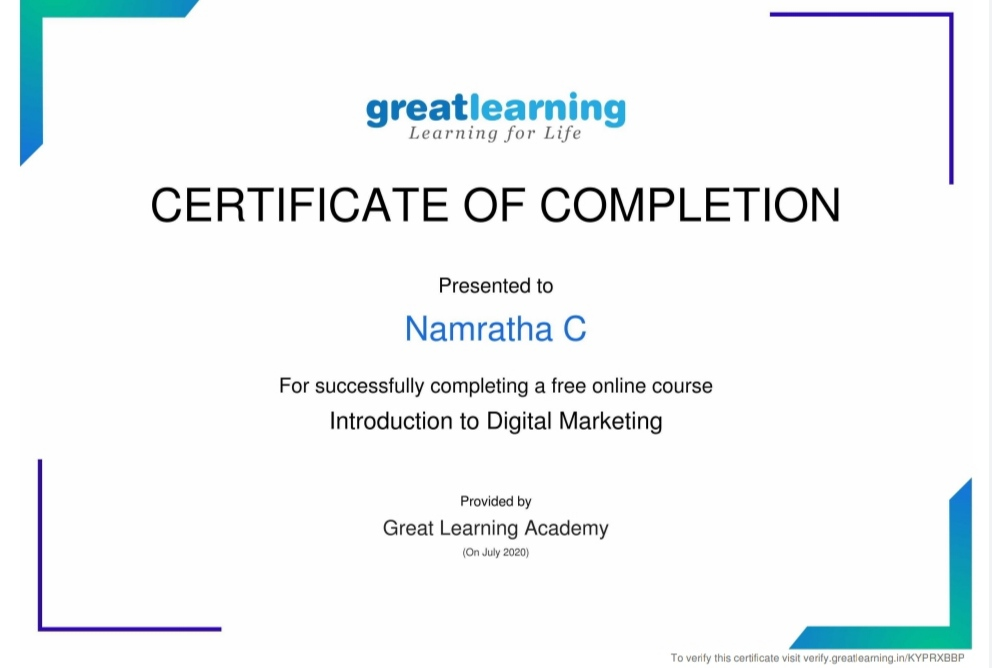 greatlearning
Learning for Life
CERTIFICATE OF COMPLETION
Presented to
Namratha C
For successfully completing a free online course
Introduction to Digital Marketing
Provided by
Great Learning Academy
(On July 2020)
To verify this certificate visit verify.greatlearning.in/KYPRXBBP